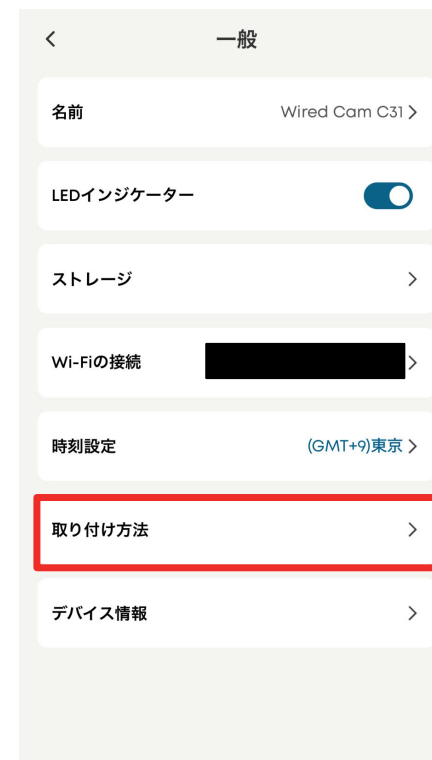 一般
名前 Wired Cam C31
LEDインジケーター
ストレージ
Wi-Fiの接続
時刻設定 (GMT+9)東京
取り付け方法
デバイス情報